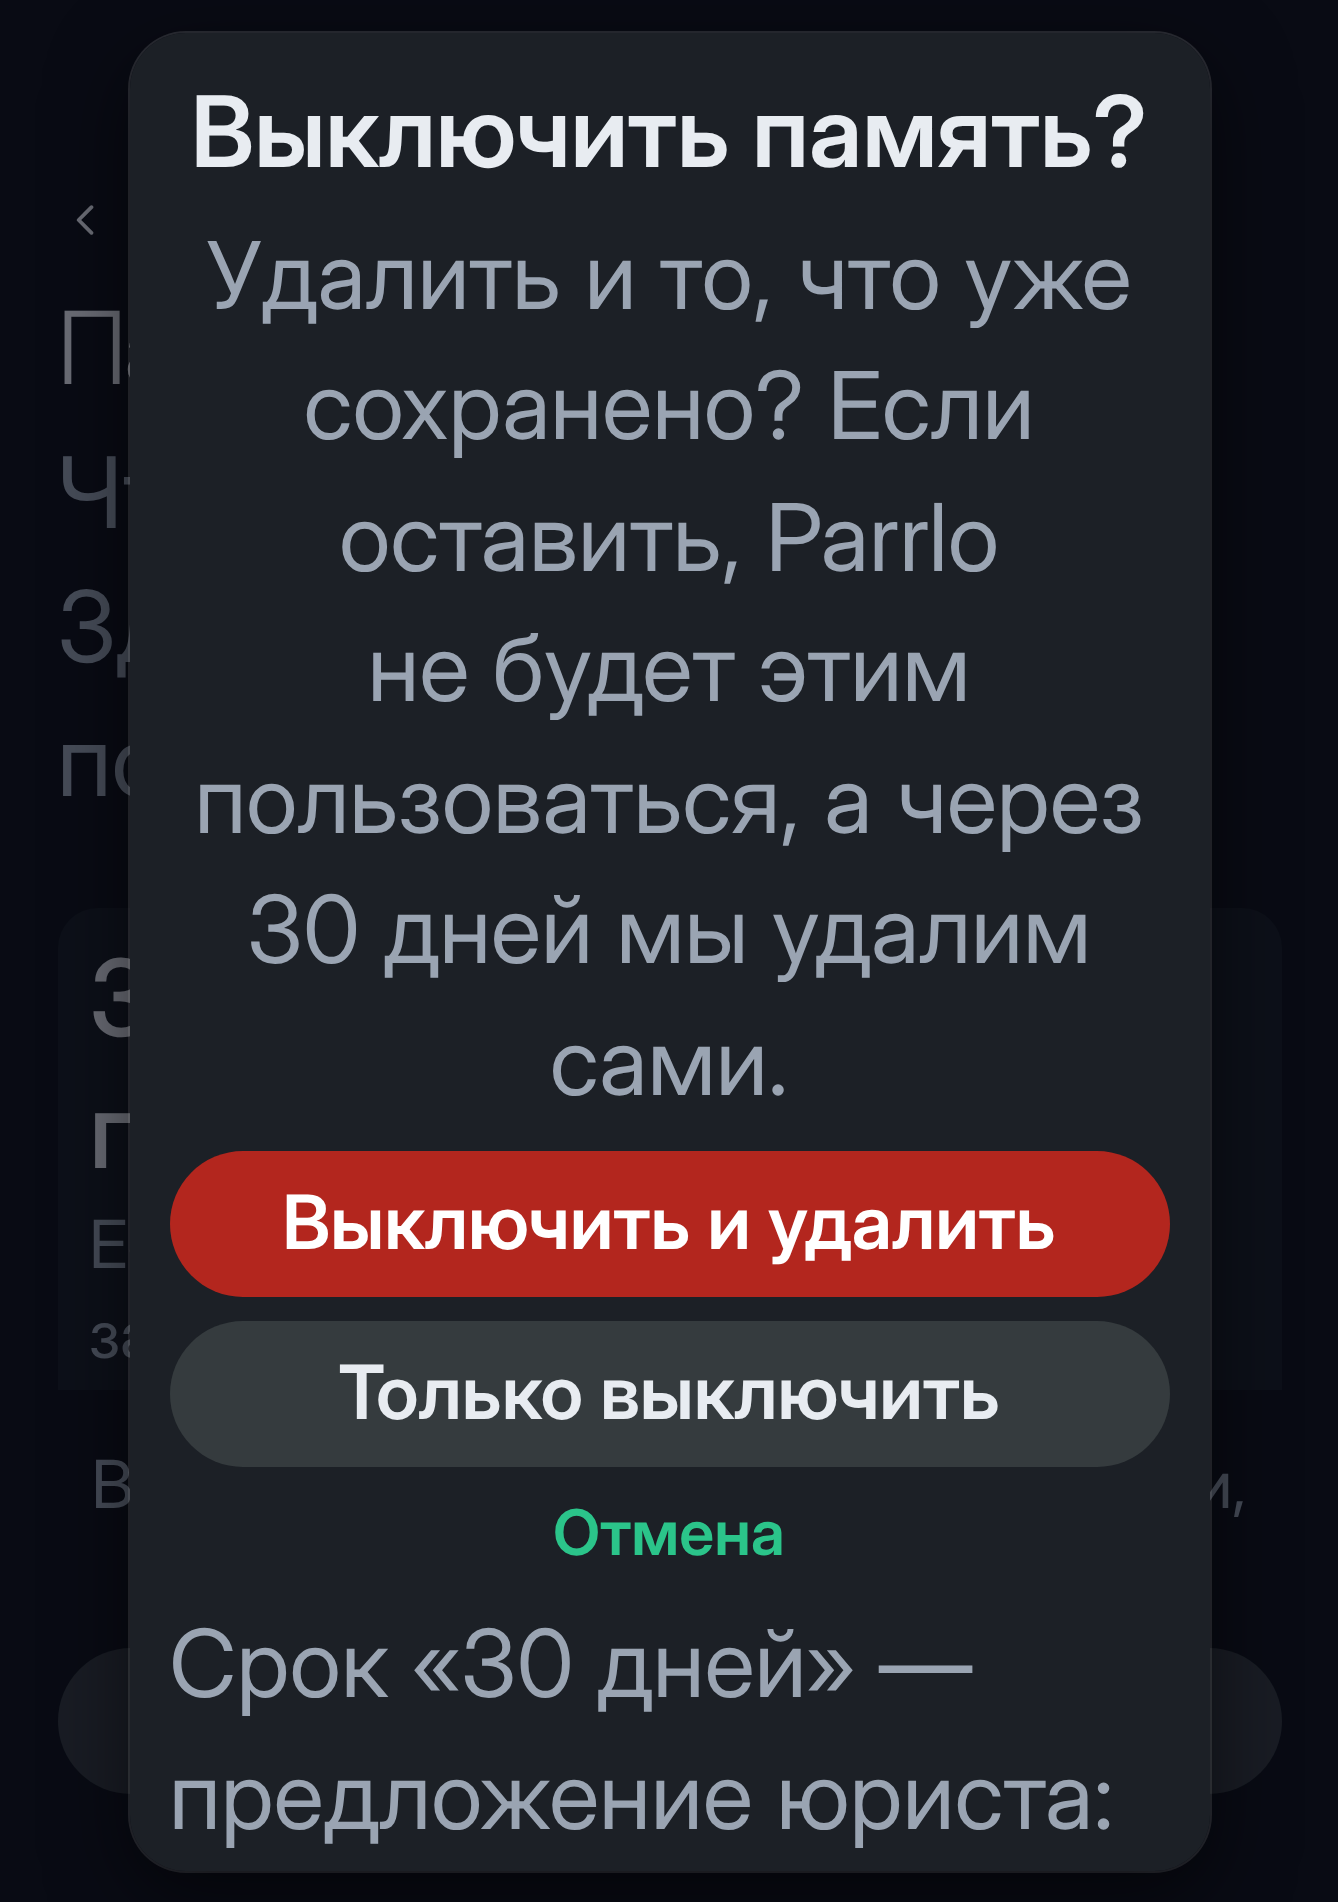 Выключить память?
Удалить и то, что уже
сохранено? Если
оставить, Parrlo
не будет этим
пользоваться, а через
30 дней мы удалим
сами.
Выключить и удалить
Только выключить
Отмена
Срок «30 дней» —
предложение юриста: